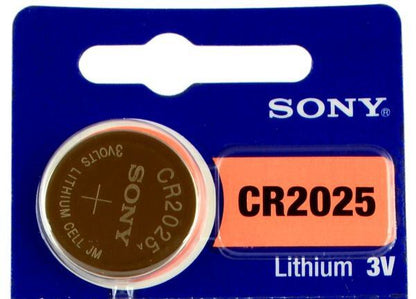 SONY®
CR2025
Lithium 3V
+
SONY
CR2025
3VOLTS LITHIUM CELL JM